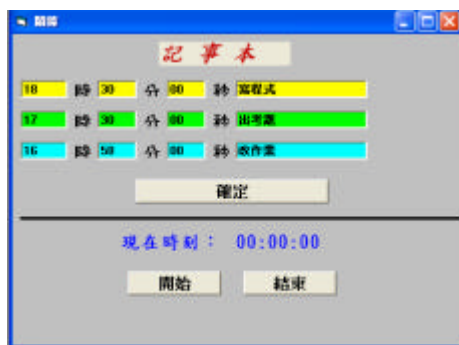 鬧鐘
記事本
18 時 30 分 00 秒 寫程式
17 時 30 分 00 秒 出考題
16 時 50 分 00 秒 改作業
確定
現在時刻： 00:00:00
開始 結束